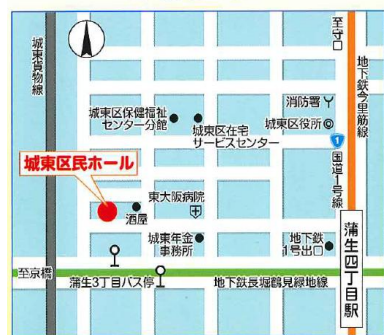 至守口
城東貨物線
地下鉄今里筋線
消防署
城東区役所
城東区保健福祉
センター分館
城東区在宅
サービスセンター
1
国道1号線
城東区民ホール
酒屋
東大阪病院
城東年金
事務所
地下鉄
1号出口
蒲生四丁目駅
至京橋
蒲生3丁目バス停
地下鉄長堀鶴見緑地線